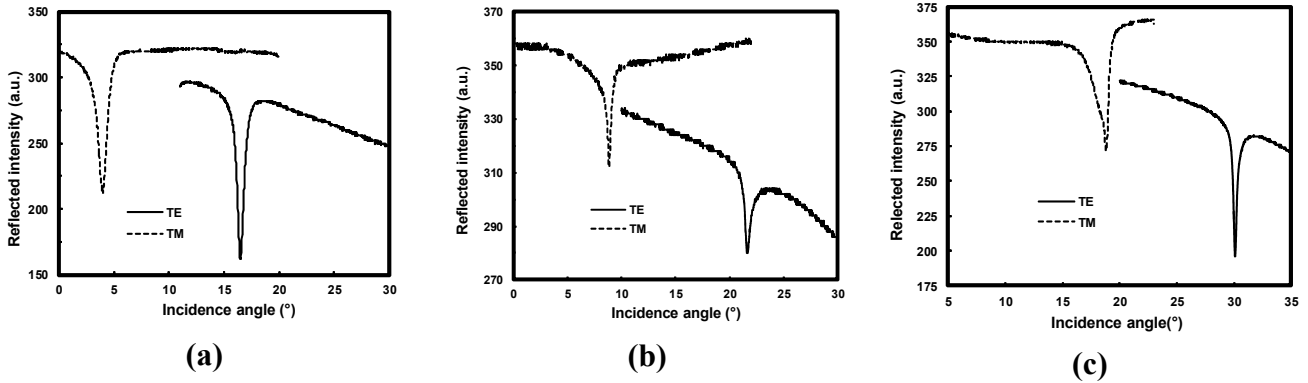 350
300
250
200
150
Reflected intensity (a.u.)
TE
TM
0 5 10 15 20 25 30
Incidence angle (°)
(a)
370
350
330
310
290
270
Reflected intensity (a.u.)
TE
TM
0 5 10 15 20 25 30
Incidence angle (°)
(b)
375
350
325
300
275
250
225
200
175
Relected intensity (a.u.)
TE
TM
5 10 15 20 25 30 35
Incidence angle(°)
(c)